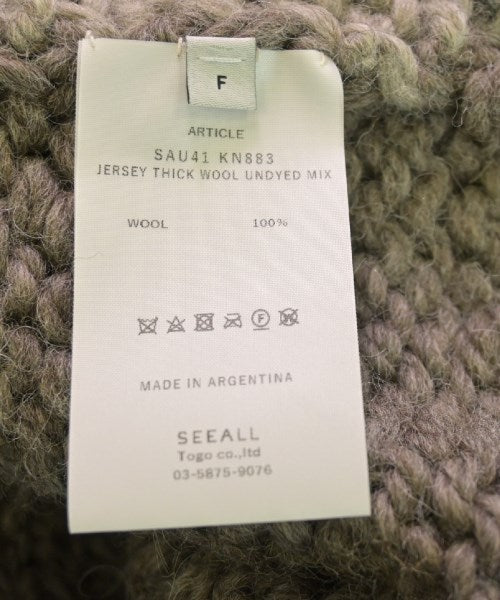 F
ARTICLE
SAU41 KN883
JERSEY THICK WOOL UNDYED MIX
WOOL 100%
F W
MADE IN ARGENTINA
SEEALL
Togo co.,ltd
03-5875-9076